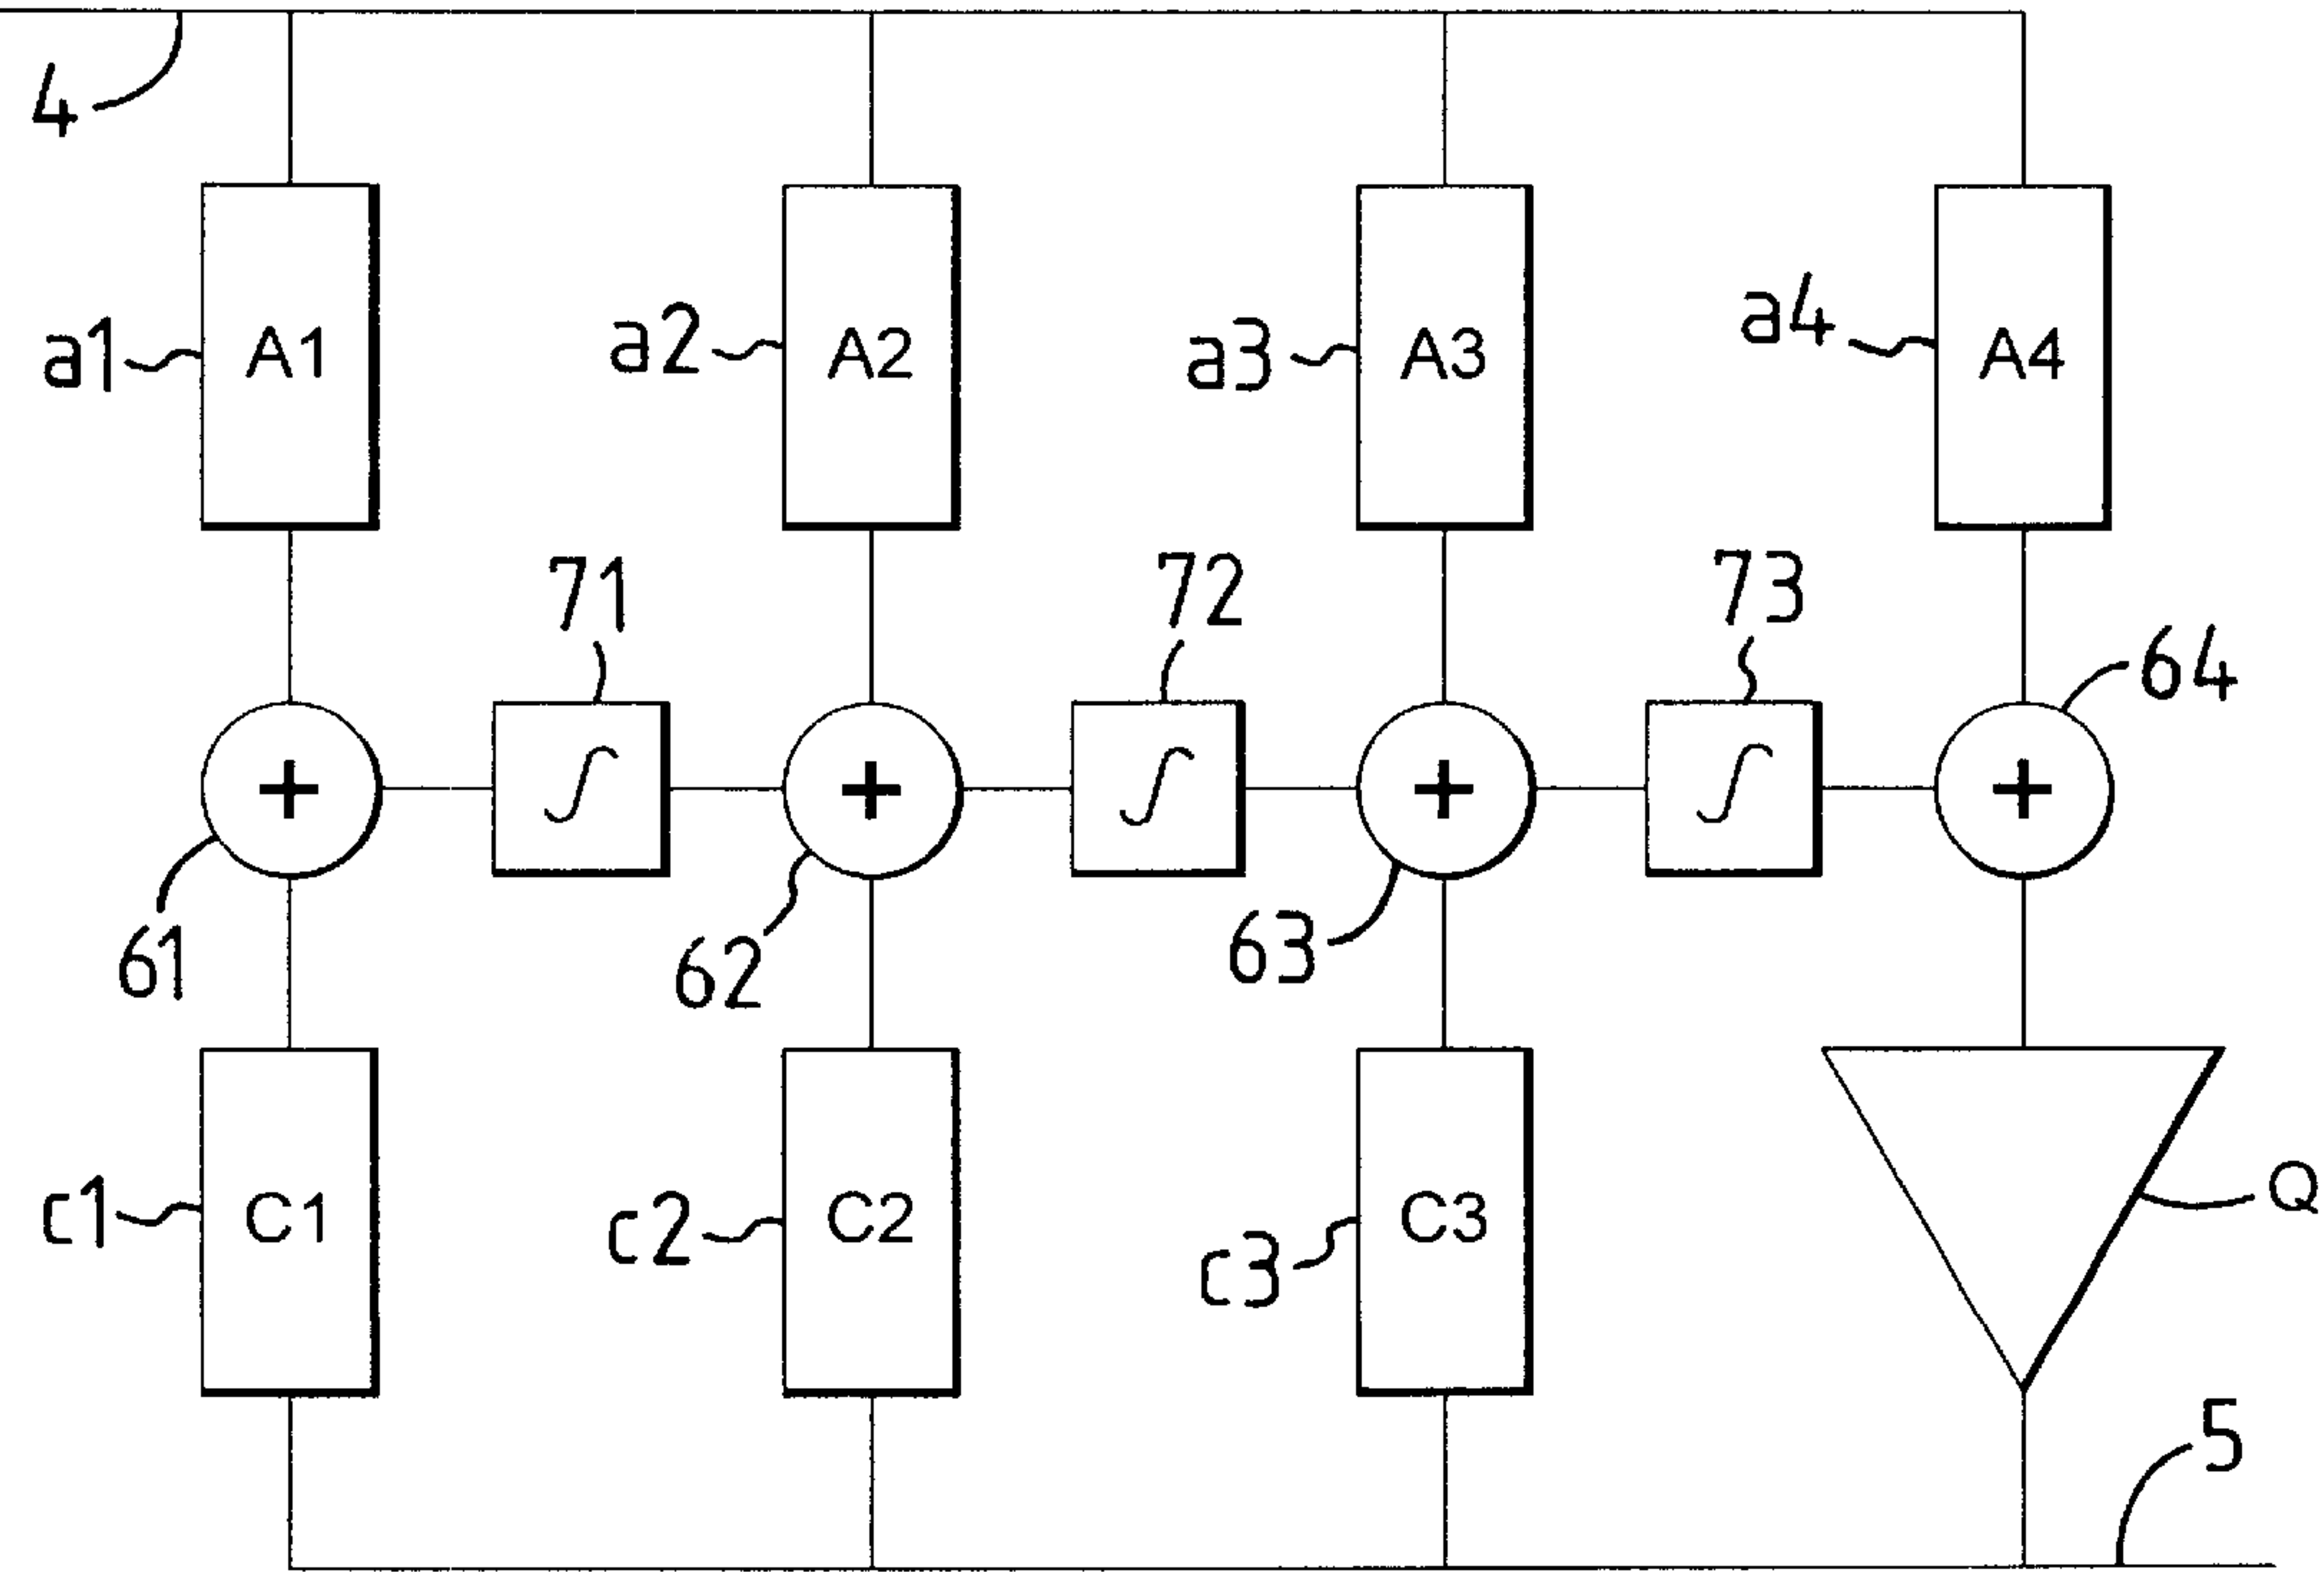 4
a1
A1
a2
A2
a3
A3
a4
A4
71
72
73
64
+
∫
+
∫
+
∫
+
61
62
63
c1
C1
c2
C2
c3
C3
Q
5